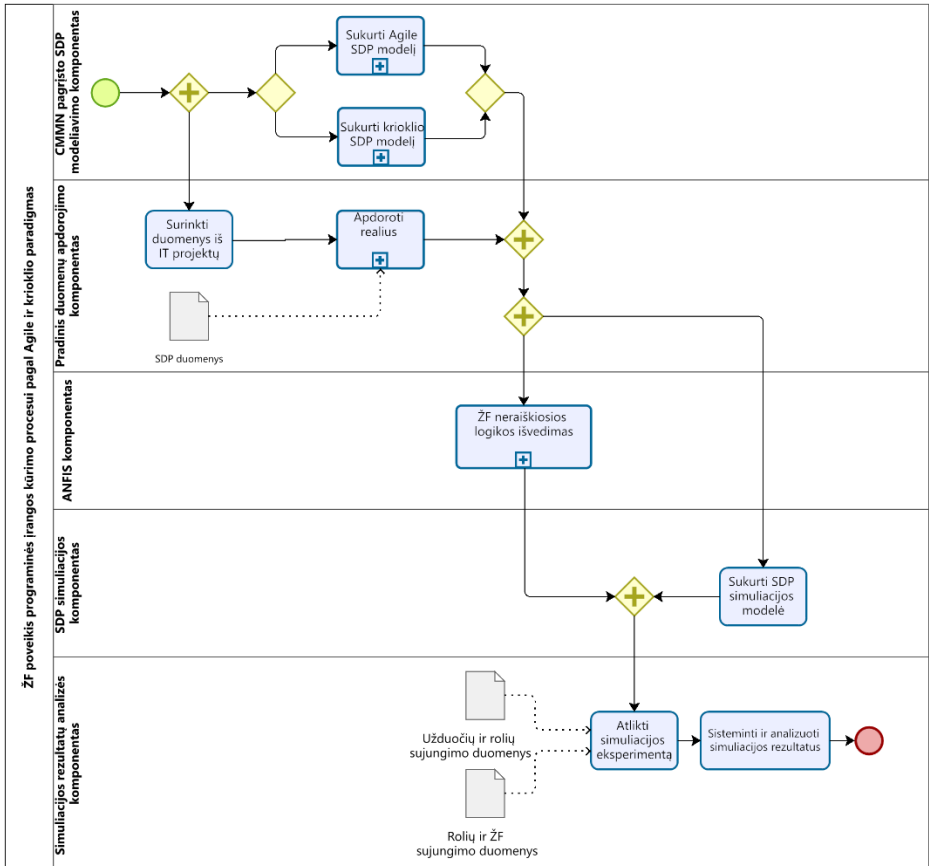 ŽF poveikis programinės įrangos kūrimo procesui pagal Agile ir krioklio paradigmas
CMMN pagrįsto SDP
modeliavimo komponentas
Sukurti Agile
SDP modelį
Sukurti krioklio
SDP modelį
Pradinis duomenų apdorojimo
komponentas
Surinkti
duomenys iš
IT projektų
Apdoroti
realius
SDP duomenys
ANFIS komponentas
ŽF neraiškiosios
logikos išvedimas
SDP simuliacijos
komponentas
Sukurti SDP
simuliacijos
modelė
Simuliacijos rezultatų analizės
komponentas
Užduočių ir rolių
sujungimo duomenys
Atlikti
simuliacijos
eksperimentą
Sisteminti ir analizuoti
simuliacijos rezultatus
Rolių ir ŽF
sujungimo duomenys